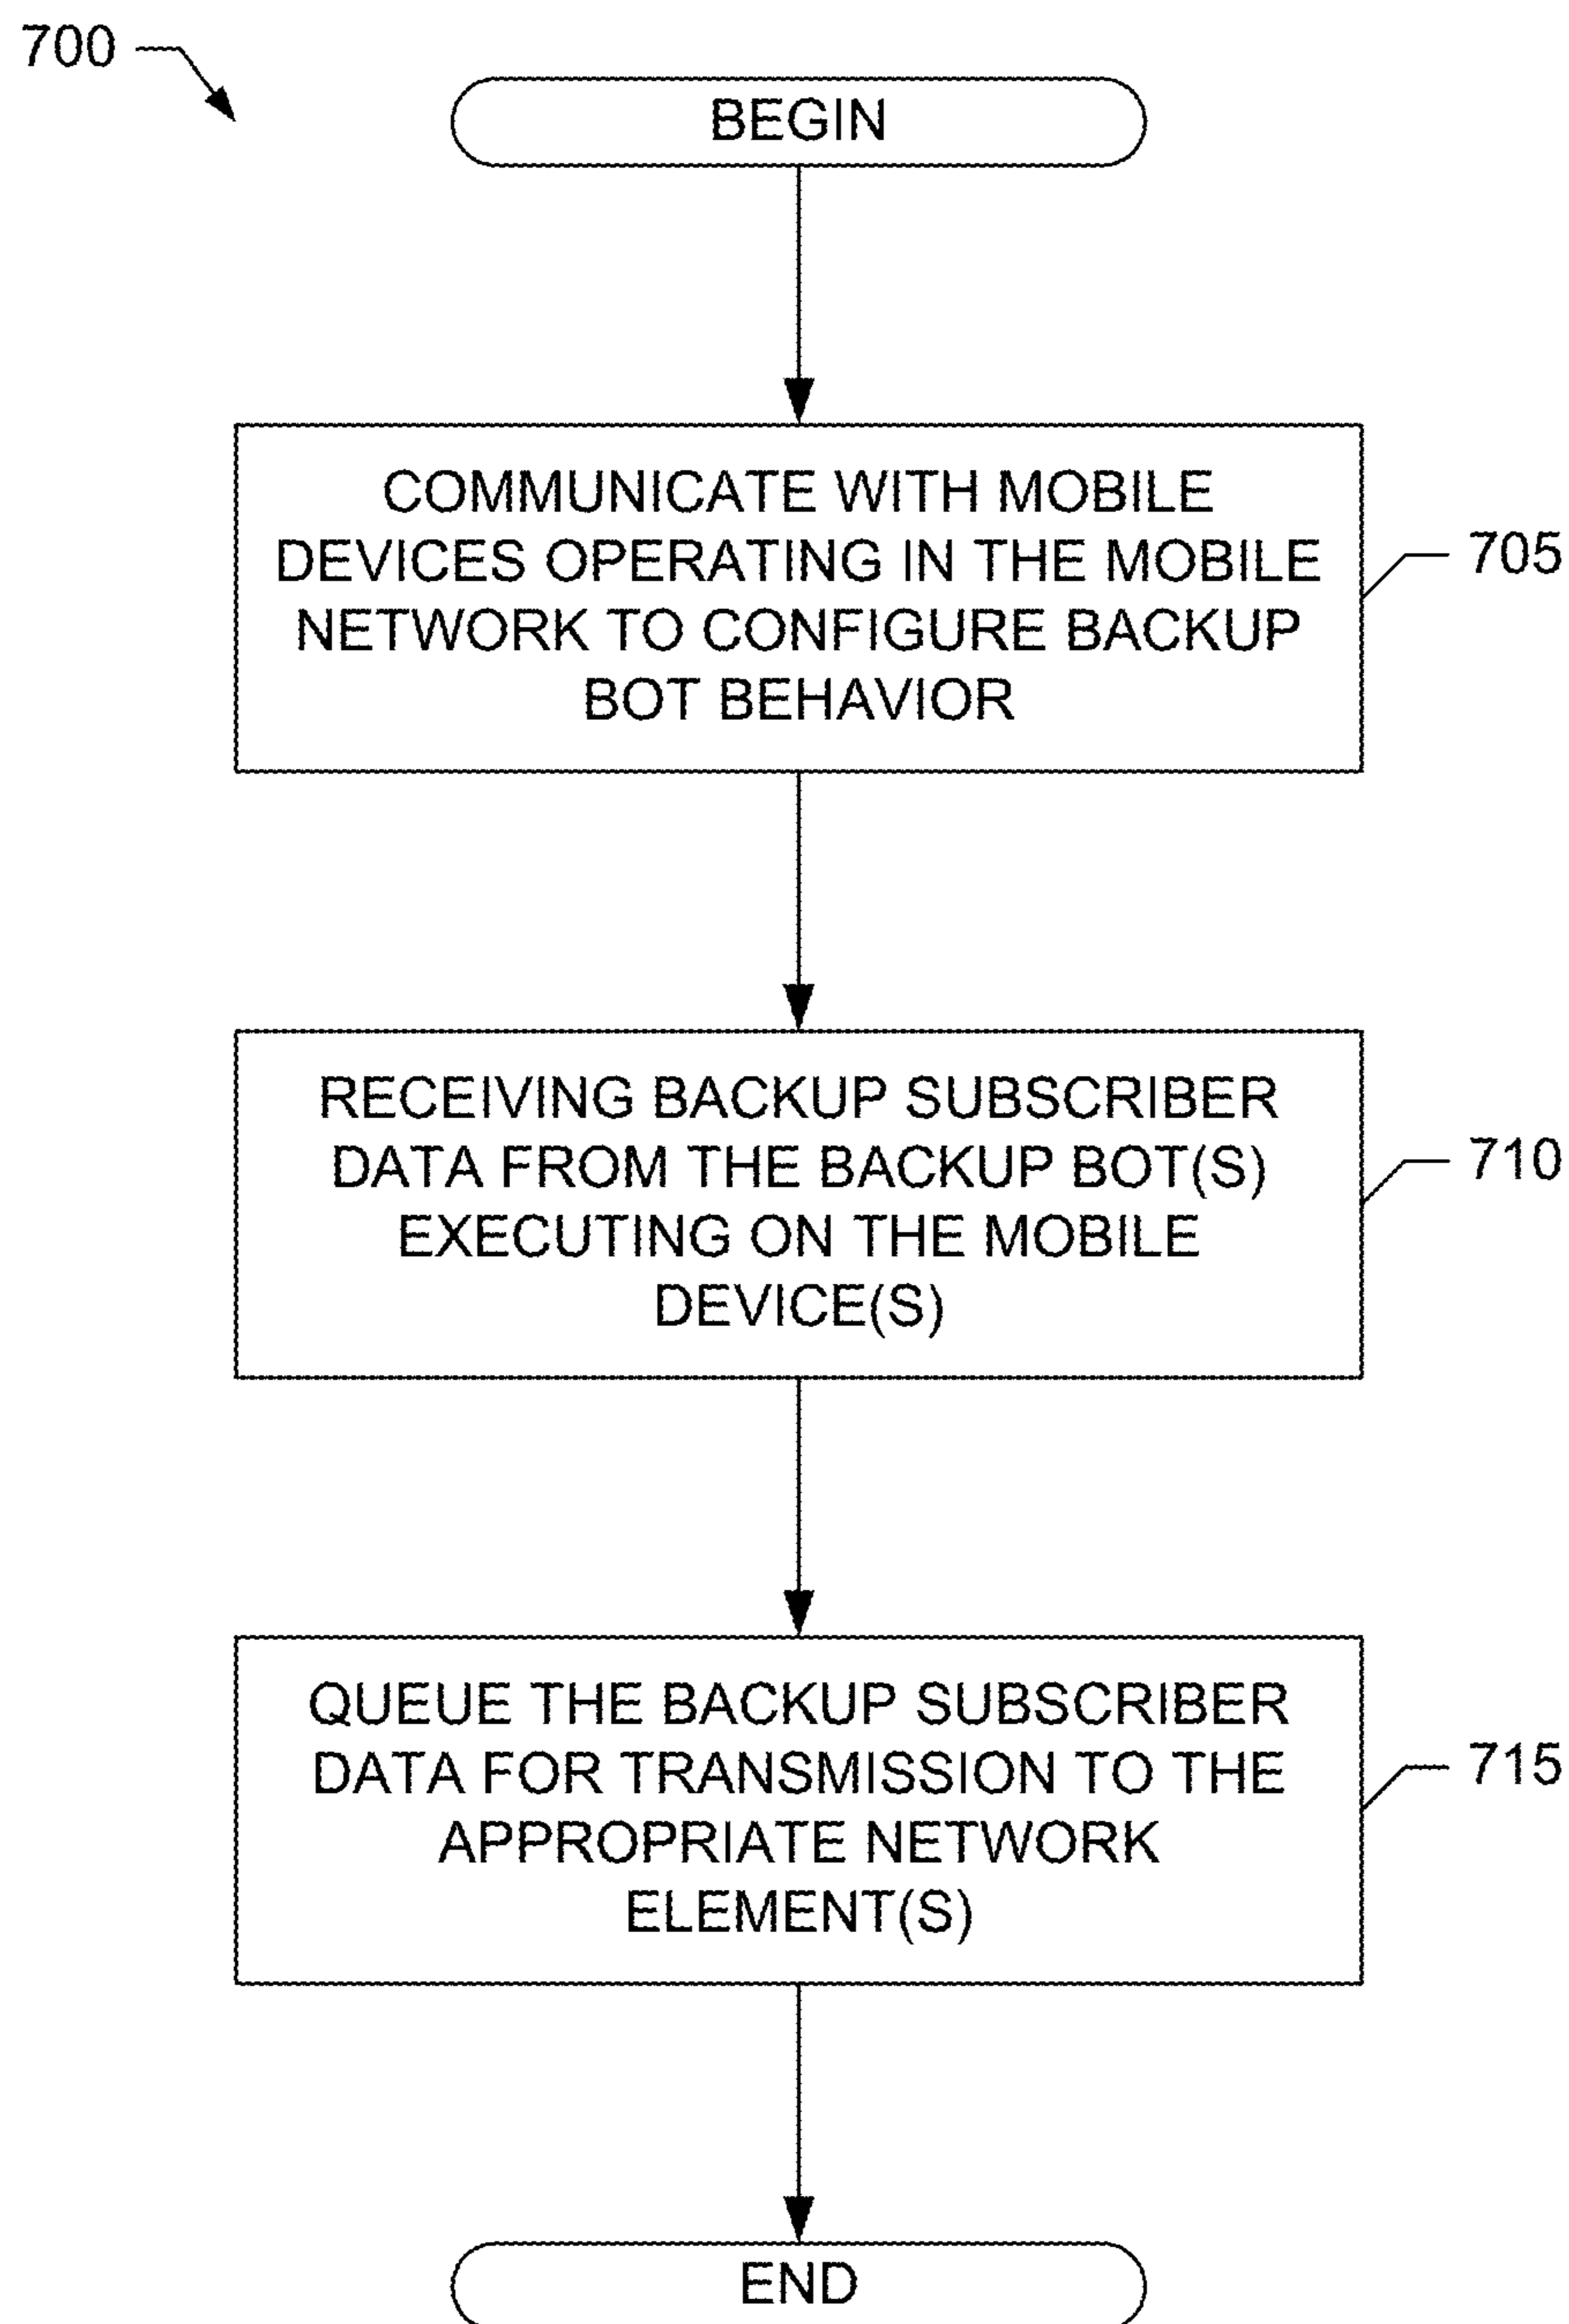 700
BEGIN
COMMUNICATE WITH MOBILE
DEVICES OPERATING IN THE MOBILE
NETWORK TO CONFIGURE BACKUP
BOT BEHAVIOR
705
RECEIVING BACKUP SUBSCRIBER
DATA FROM THE BACKUP BOT(S)
EXECUTING ON THE MOBILE
DEVICE(S)
710
QUEUE THE BACKUP SUBSCRIBER
DATA FOR TRANSMISSION TO THE
APPROPRIATE NETWORK
ELEMENT(S)
715
END